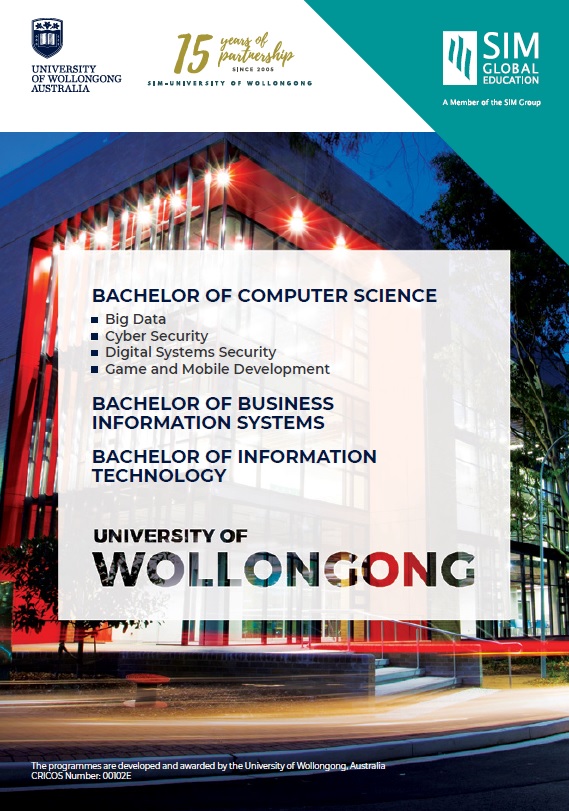 UNIVERSITY
OF WOLLONGONG
AUSTRALIA
15 years of
partnership
SINCE 2005
SIM–UNIVERSITY OF WOLLONGONG
SIM
GLOBAL
EDUCATION
A Member of the SIM Group
BACHELOR OF COMPUTER SCIENCE
Big Data
Cyber Security
Digital Systems Security
Game and Mobile Development
BACHELOR OF BUSINESS
INFORMATION SYSTEMS
BACHELOR OF INFORMATION
TECHNOLOGY
UNIVERSITY OF
WOLLONGONG
The programmes are developed and awarded by the University of Wollongong, Australia
CRICOS Number: 00102E